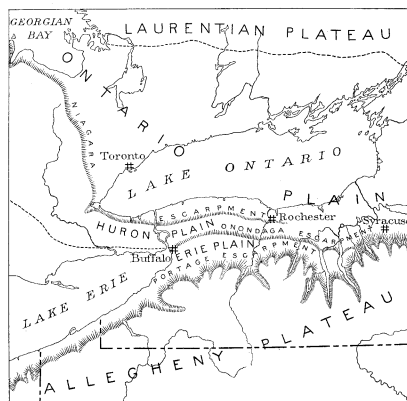 GEORGIAN
BAY
LAURENTIAN PLATEAU
ONTARIO PLAIN
NIAGARA ESCARPMENT
Toronto
LAKE ONTARIO
Rochester
Syracuse
HURON PLAIN
ONONDAGA ESCARPMENT
Buffalo
ERIE PLAIN
PORTAGE ESCARPMENT
LAKE ERIE
ALLEGHENY PLATEAU